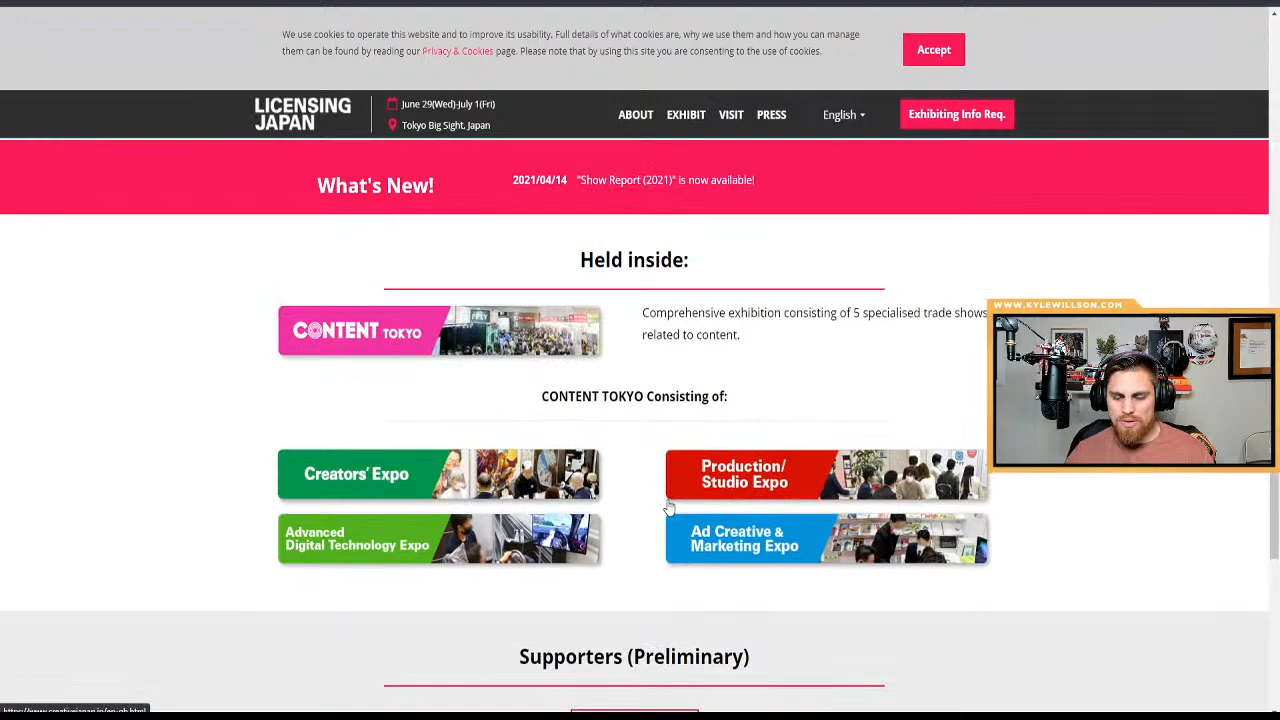 We use cookies to operate this website and to improve its usability. Full details of what cookies are, why we use them and how you can manage
them can be found by reading our Privacy & Cookies page. Please note that by using this site you are consenting to the use of cookies.
Accept
LICENSING
JAPAN
June 29(Wed)-July 1(Fri)
Tokyo Big Sight, Japan
ABOUT EXHIBIT VISIT PRESS
English
Exhibiting Info Req.
What's New!
2021/04/14 "Show Report (2021)" is now available!
Held inside:
CONTENT TOKYO
Comprehensive exhibition consisting of 5 specialised trade shows
related to content.
WWW.KYLEWILLSON.COM
CONTENT TOKYO Consisting of:
Creators' Expo
Production/
Studio Expo
Advanced
Digital Technology Expo
Ad Creative &
Marketing Expo
Supporters (Preliminary)